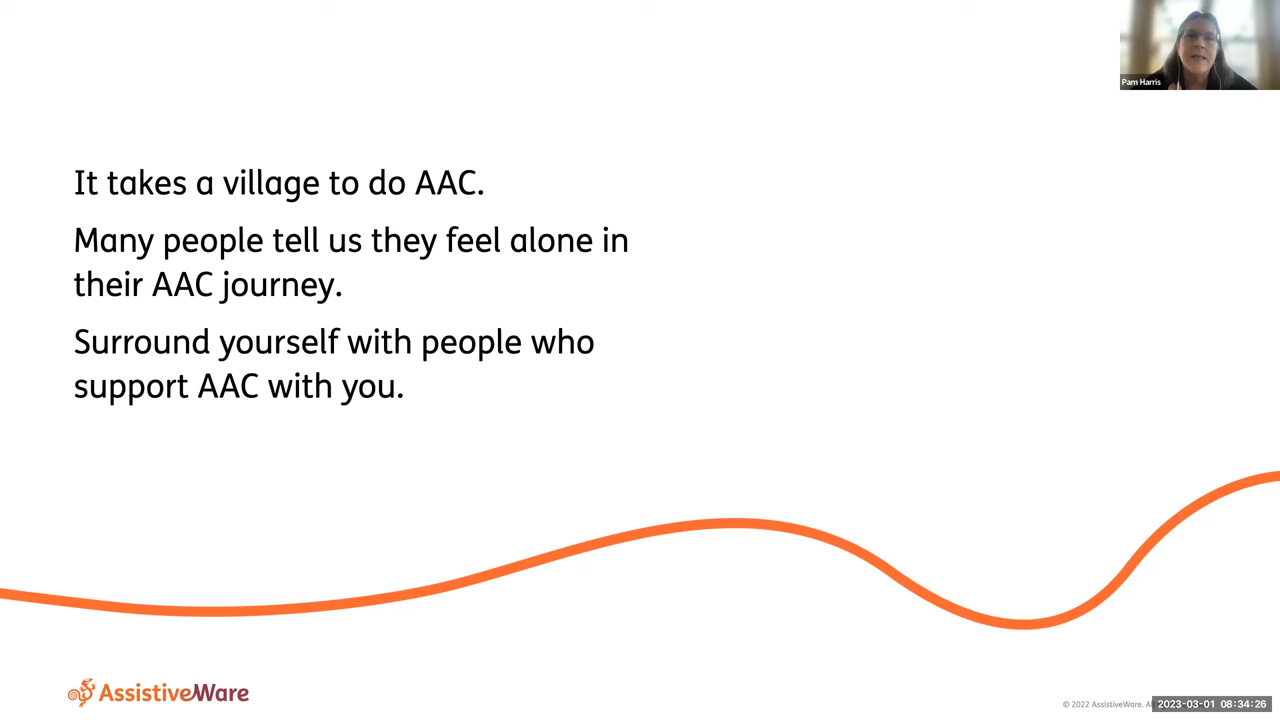 Pam Harris
It takes a village to do AAC.
Many people tell us they feel alone in
their AAC journey.
Surround yourself with people who
support AAC with you.
AssistiveWare
© 2022 AssistiveWare.
2023-03-01 08:34:26